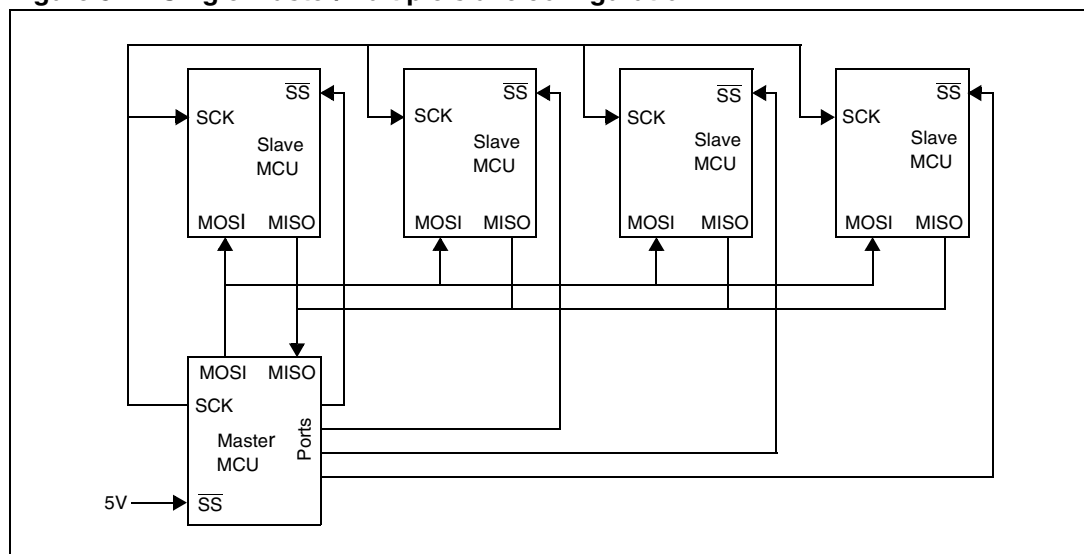 SS SS SS SS
SCK SCK SCK SCK
Slave MCU Slave MCU Slave MCU Slave MCU
MOSI MISO MOSI MISO MOSI MISO MOSI MISO
MOSI MISO
SCK
Master MCU
Ports
5V SS